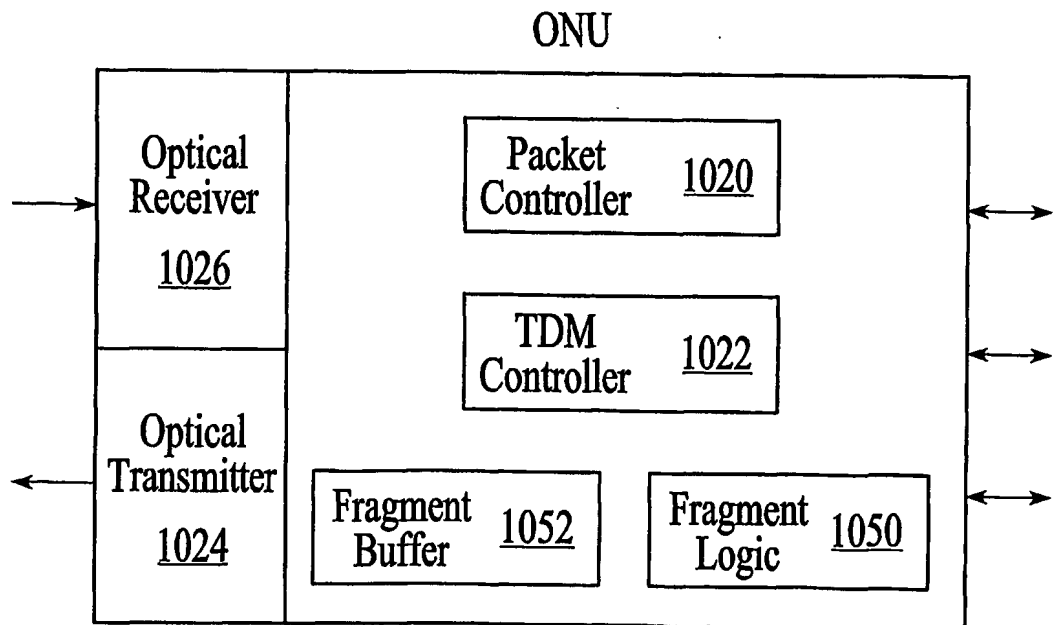 ONU
Optical
Receiver
1026
Packet
Controller
1020
TDM
Controller
1022
Optical
Transmitter
1024
Fragment
Buffer
1052
Fragment
Logic
1050